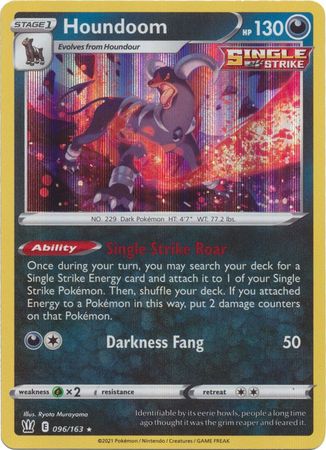 STAGE 1 Houndoom HP 130
Evolves from Houndour
SINGLE
STRIKE
NO. 229 Dark Pokémon HT: 4'7" WT: 77.2 lbs.
Ability Single Strike Roar
Once during your turn, you may search your deck for a
Single Strike Energy card and attach it to 1 of your Single
Strike Pokémon. Then, shuffle your deck. If you attached
Energy to a Pokémon in this way, put 2 damage counters
on that Pokémon.
Darkness Fang 50
weakness ×2 resistance retreat
Illus. Ryota Murayama
E 096/163 ★
Identifiable by its eerie howls, people a long time
ago thought it was the grim reaper and feared it.
©2021 Pokémon / Nintendo / Creatures / GAME FREAK